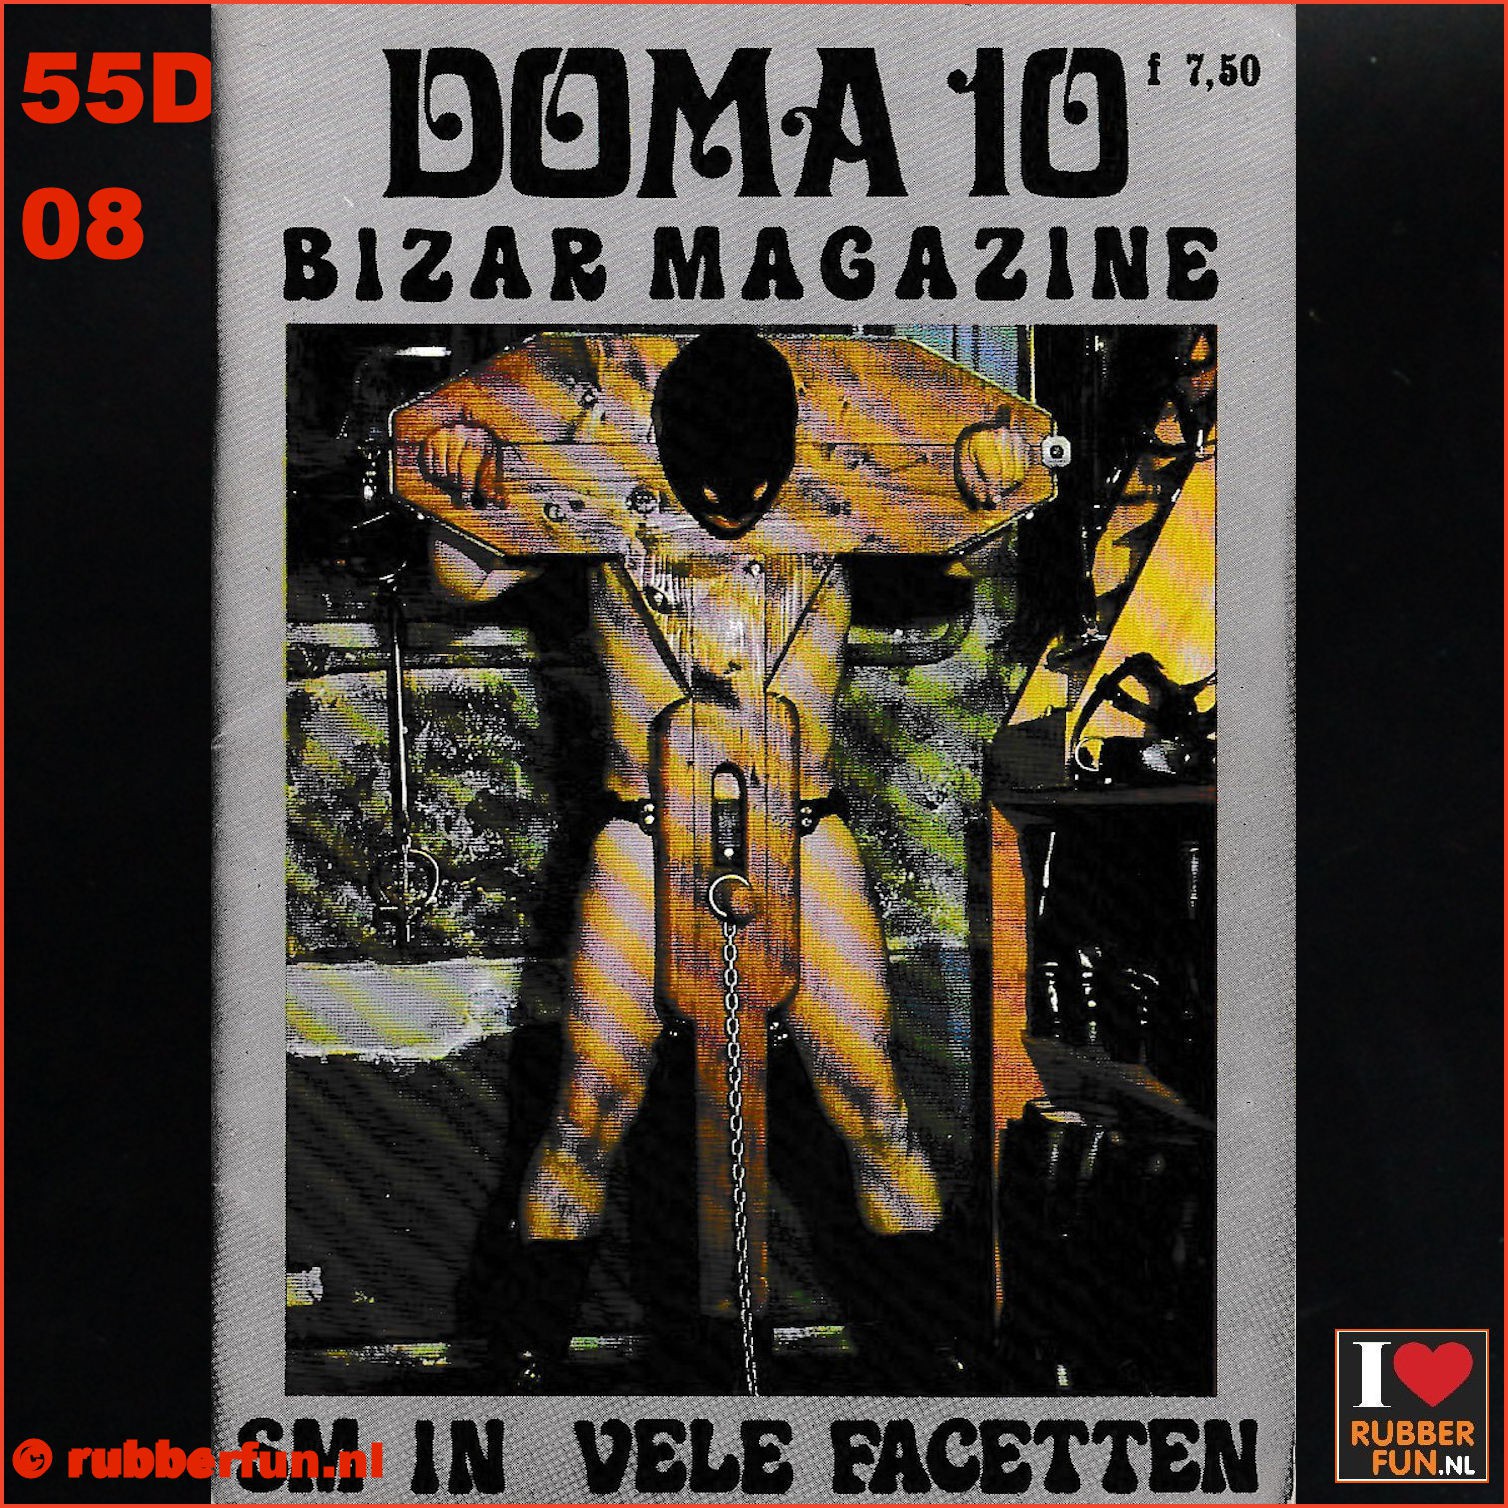 55D
08
DOMA 10
f 7,50
BIZAR MAGAZINE
SM IN VELE FACETTEN
© rubberfun.nl
I
RUBBER
FUN.NL